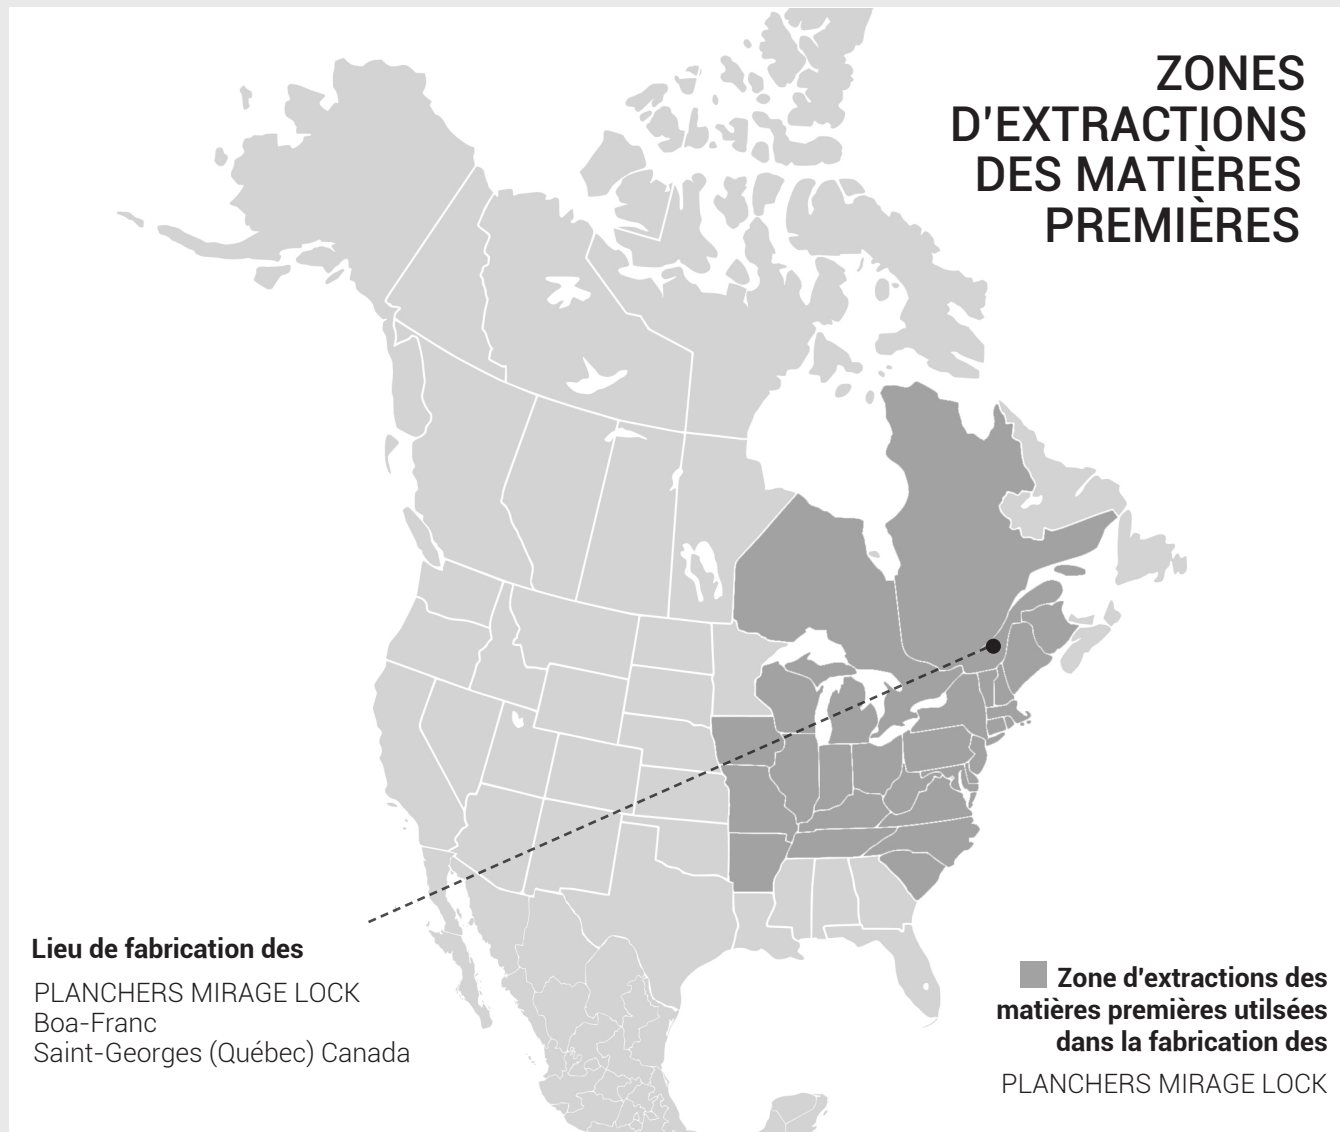 ZONES
D'EXTRACTIONS
DES MATIÈRES
PREMIÈRES
Lieu de fabrication des
PLANCHERS MIRAGE LOCK
Boa-Franc
Saint-Georges (Québec) Canada
Zone d'extractions des
matières premières utilsées
dans la fabrication des
PLANCHERS MIRAGE LOCK